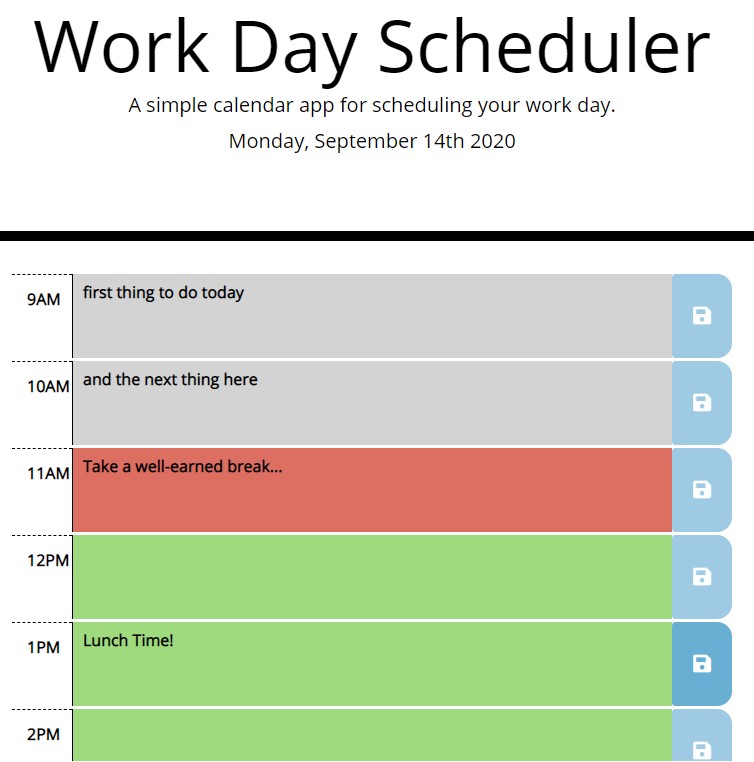 Work Day Scheduler
A simple calendar app for scheduling your work day.
Monday, September 14th 2020
9AM first thing to do today
10AM and the next thing here
11AM Take a well-earned break...
12PM
1PM Lunch Time!
2PM